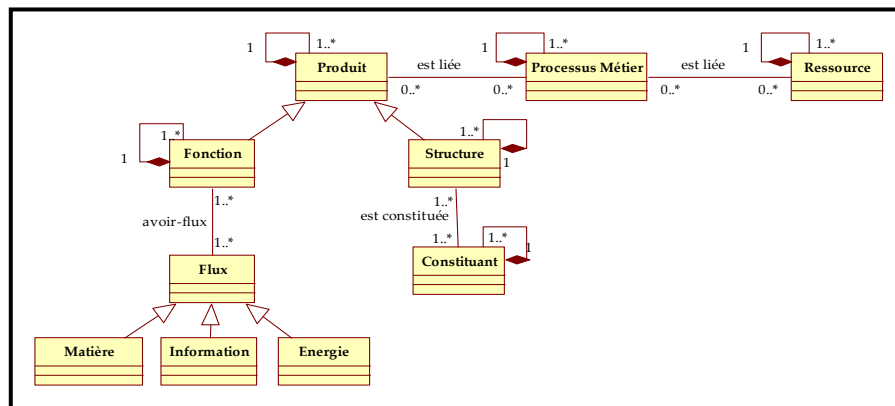 1
1..*
1
1..*
1
1..*
Produit
est liée
Processus Métier
est liée
Ressource
0..*
0..*
0..*
0..*
1..*
1..*
1
Fonction
Structure
1
1..*
1..*
avoir-flux
est constituée
1..*
1..*
1..*
1
Flux
Constituant
Matière
Information
Energie